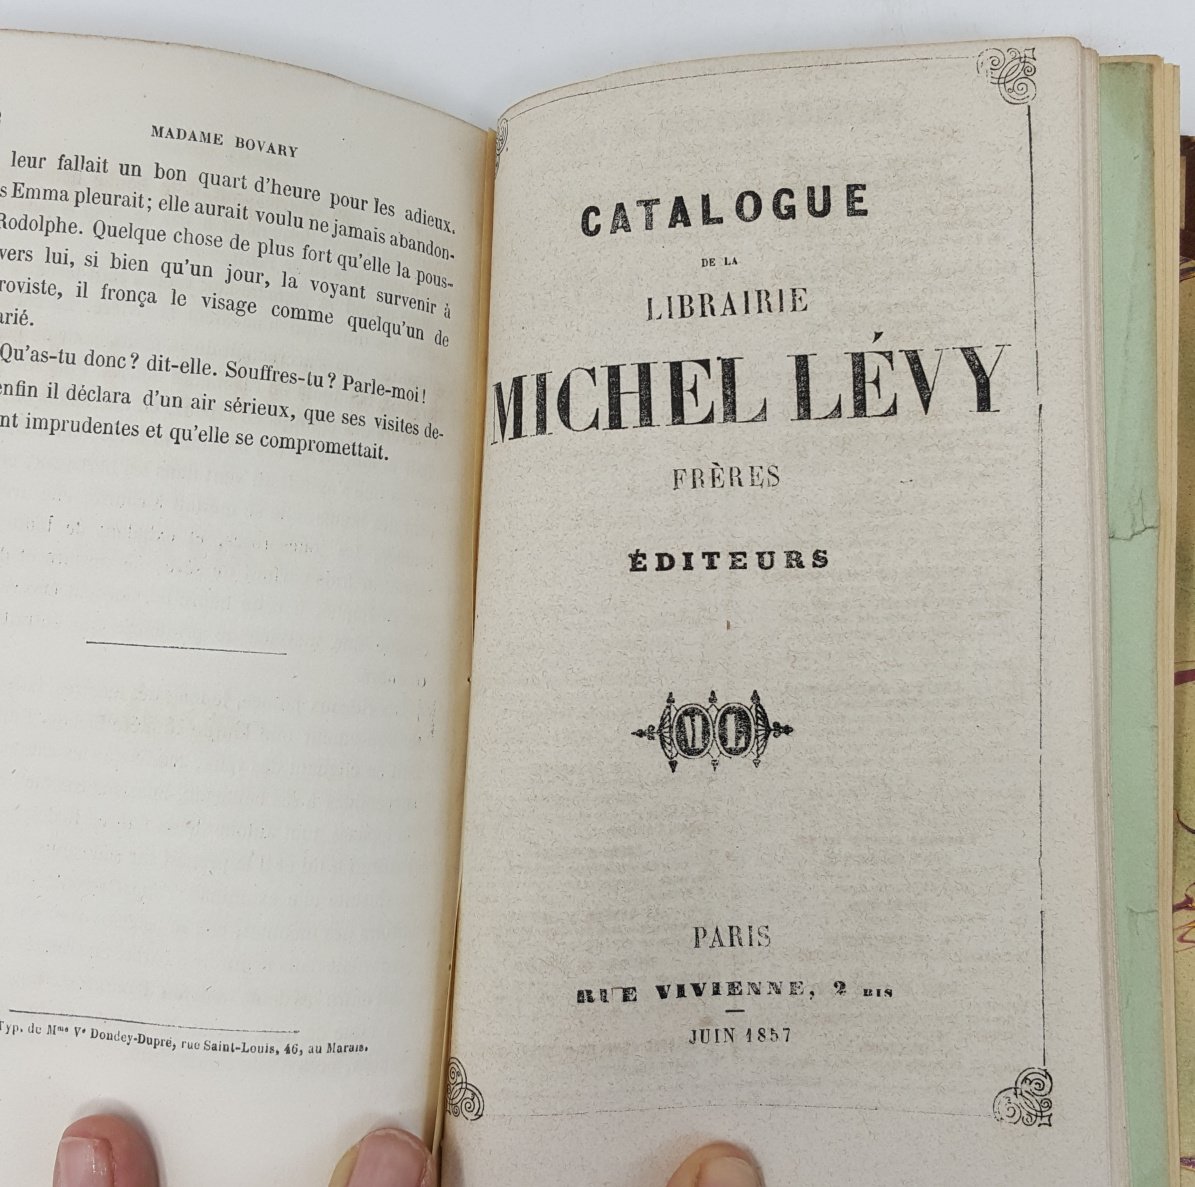 MADAME BOVARY
leur fallait un bon quart d'heure pour les adieux.
Emma pleurait; elle aurait voulu ne jamais abandon-
Rodolphe. Quelque chose de plus fort qu'elle la pous-
vers lui, si bien qu'un jour, la voyant survenir à
roviste, il fronça le visage comme quelqu'un de
arié.
Qu'as-tu donc? dit-elle. Souffres-tu? Parle-moi!
enfin il déclara d'un air sérieux, que ses visites de-
nt imprudentes et qu'elle se compromettait.
Typ. de Mme Ve Dondey-Dupré, rue Saint-Louis, 46, au Marais.
CATALOGUE
DE LA
LIBRAIRIE
MICHEL LÉVY
FRÈRES
ÉDITEURS
PARIS
RUE VIVIENNE, 2 BIS
JUIN 1857